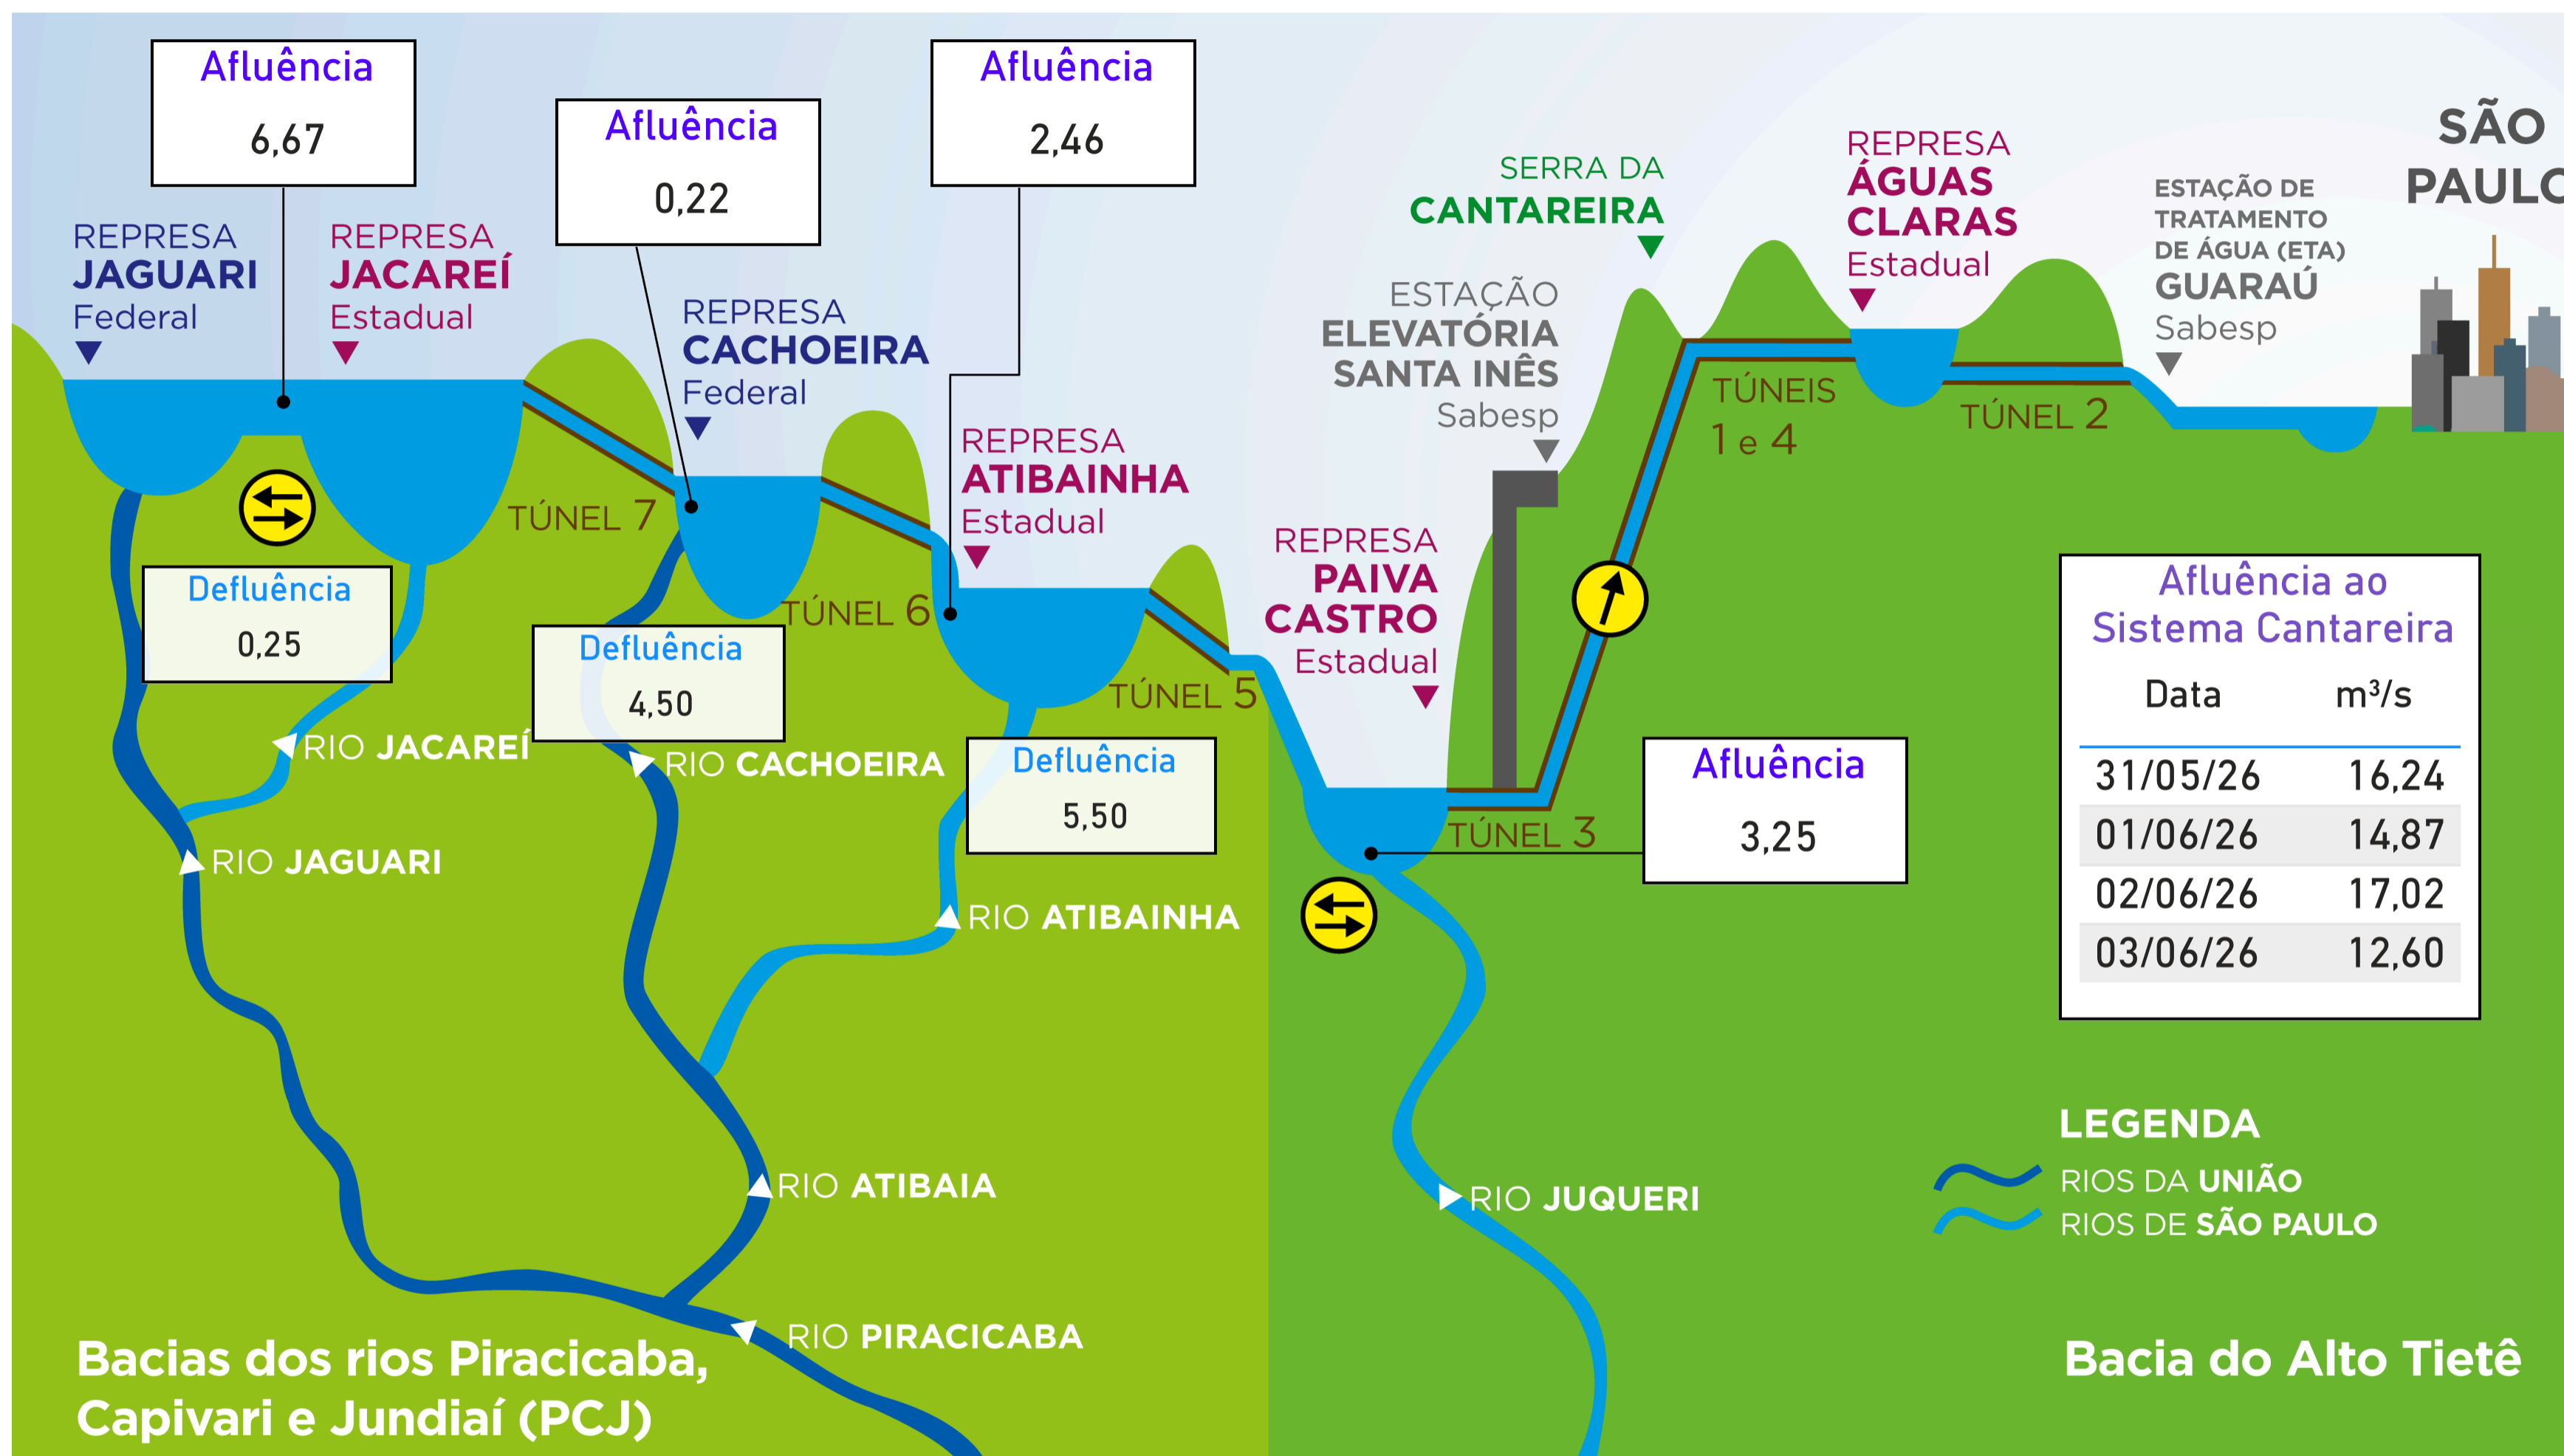 Afluência
6,67
Afluência
0,22
Afluência
2,46
REPRESA
JAGUARI
Federal
REPRESA
JACAREÍ
Estadual
REPRESA
CACHOEIRA
Federal
REPRESA
ATIBAINHA
Estadual
SERRA DA
CANTAREIRA
ESTAÇÃO
ELEVATÓRIA
SANTA INÊS
Sabesp
REPRESA
ÁGUAS
CLARAS
Estadual
ESTAÇÃO DE
TRATAMENTO
DE ÁGUA (ETA)
GUARAÚ
Sabesp
SÃO
PAULO
TÚNEIS
1 e 4
TÚNEL 2
TÚNEL 7
TÚNEL 6
TÚNEL 5
REPRESA
PAIVA
CASTRO
Estadual
TÚNEL 3
Defluência
0,25
Defluência
4,50
Defluência
5,50
Afluência
3,25
Afluência ao
Sistema Cantareira
Data m³/s
31/05/26 16,24
01/06/26 14,87
02/06/26 17,02
03/06/26 12,60
RIO JACAREÍ
RIO CACHOEIRA
RIO JAGUARI
RIO ATIBAINHA
RIO ATIBAIA
RIO JUQUERI
RIO PIRACICABA
LEGENDA
RIOS DA UNIÃO
RIOS DE SÃO PAULO
Bacias dos rios Piracicaba,
Capivari e Jundiaí (PCJ)
Bacia do Alto Tietê